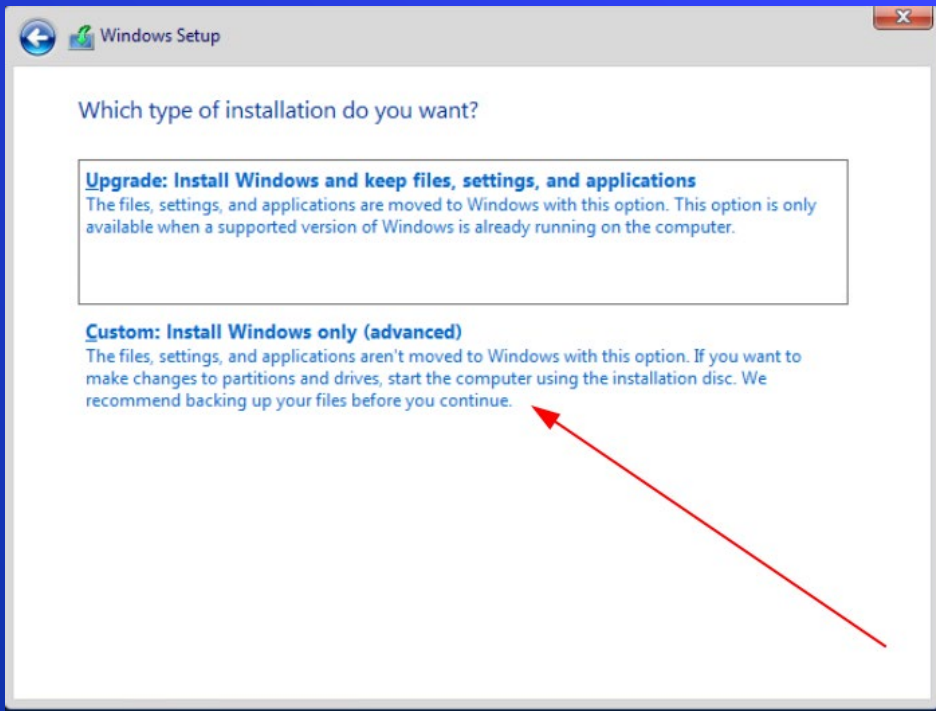 Windows Setup
Which type of installation do you want?
Upgrade: Install Windows and keep files, settings, and applications
The files, settings, and applications are moved to Windows with this option. This option is only
available when a supported version of Windows is already running on the computer.
Custom: Install Windows only (advanced)
The files, settings, and applications aren't moved to Windows with this option. If you want to
make changes to partitions and drives, start the computer using the installation disc. We
recommend backing up your files before you continue.